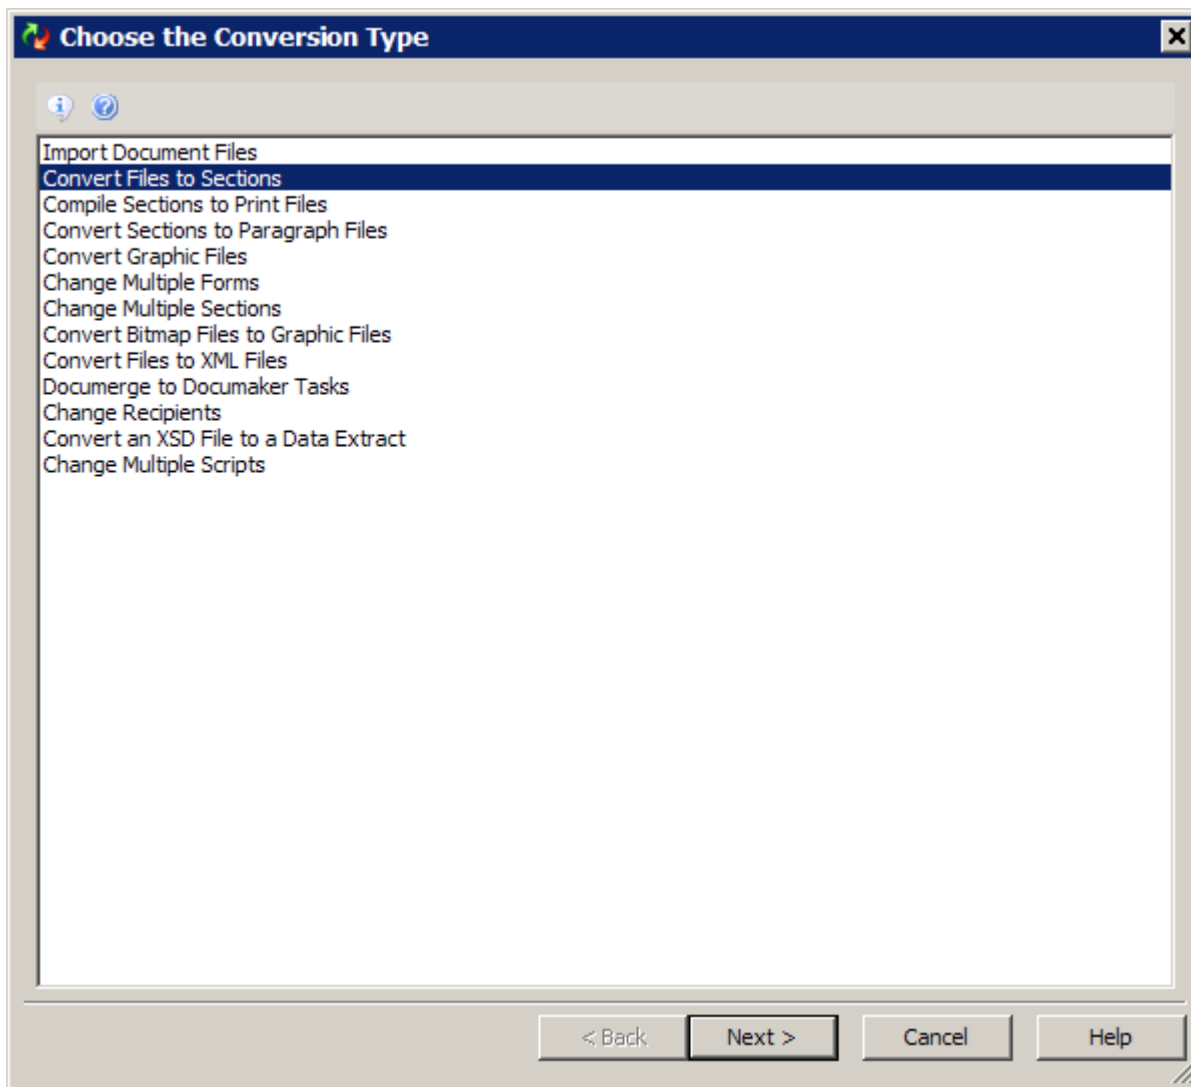 Choose the Conversion Type
Import Document Files
Convert Files to Sections
Compile Sections to Print Files
Convert Sections to Paragraph Files
Convert Graphic Files
Change Multiple Forms
Change Multiple Sections
Convert Bitmap Files to Graphic Files
Convert Files to XML Files
Documerge to Documaker Tasks
Change Recipients
Convert an XSD File to a Data Extract
Change Multiple Scripts
< Back Next > Cancel Help